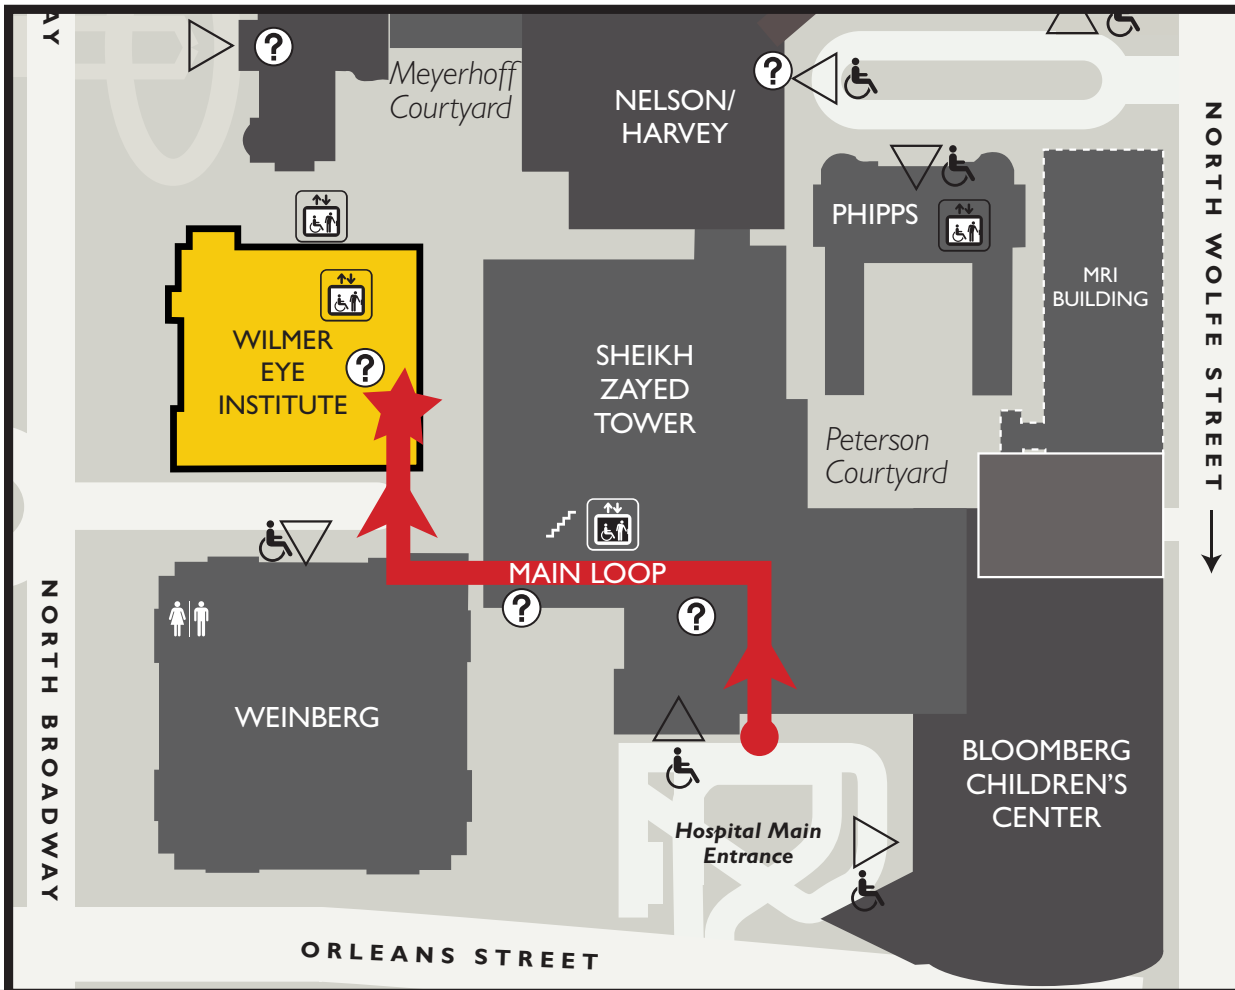 AY
?
Meyerhoff
Courtyard
NELSON/
HARVEY
?
PHIPPS
MRI
BUILDING
NORTH WOLFE STREET
WILMER
EYE
INSTITUTE
?
SHEIKH
ZAYED
TOWER
Peterson
Courtyard
MAIN LOOP
?
?
NORTH BROADWAY
WEINBERG
BLOOMBERG
CHILDREN'S
CENTER
Hospital Main
Entrance
ORLEANS STREET